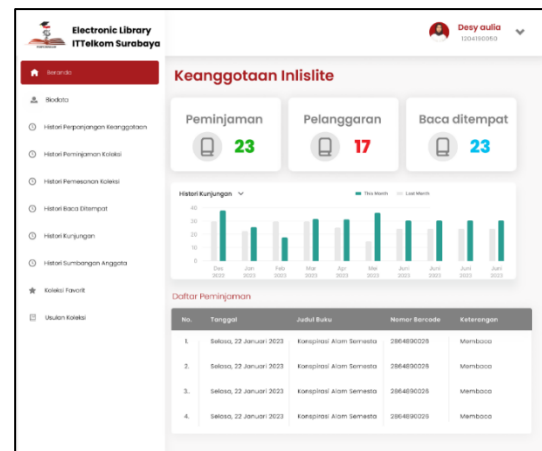 Electronic Library
ITTelkom Surabaya
Desy aulia
Beranda
Biodata
Histori Perpanjangan Keanggotaan
Histori Peminjaman Koleksi
Histori Pemesanan Koleksi
Histori Baca Ditempat
Histori Kunjungan
Histori Sumbangan Anggota
Koleksi Favorit
Usulan Koleksi
Keanggotaan Inlislite
Peminjaman
23
Pelanggaran
17
Baca ditempat
23
Histori Kunjungan
This Month
Last Month
40
30
20
10
0
Dec 2022
Jan 2023
Feb 2023
Mar 2023
Apr 2023
Mei 2023
Juni 2023
Juni 2023
Juni 2023
Juni 2023
Daftar Peminjaman
No. Tanggal Judul Buku Nomor Barcode Keterangan
1. Selasa, 22 Januari 2023 Konspirasi Alam Semesta 2864890026 Membaca
2. Selasa, 22 Januari 2023 Konspirasi Alam Semesta 2864890026 Membaca
3. Selasa, 22 Januari 2023 Konspirasi Alam Semesta 2864890026 Membaca
4. Selasa, 22 Januari 2023 Konspirasi Alam Semesta 2864890026 Membaca